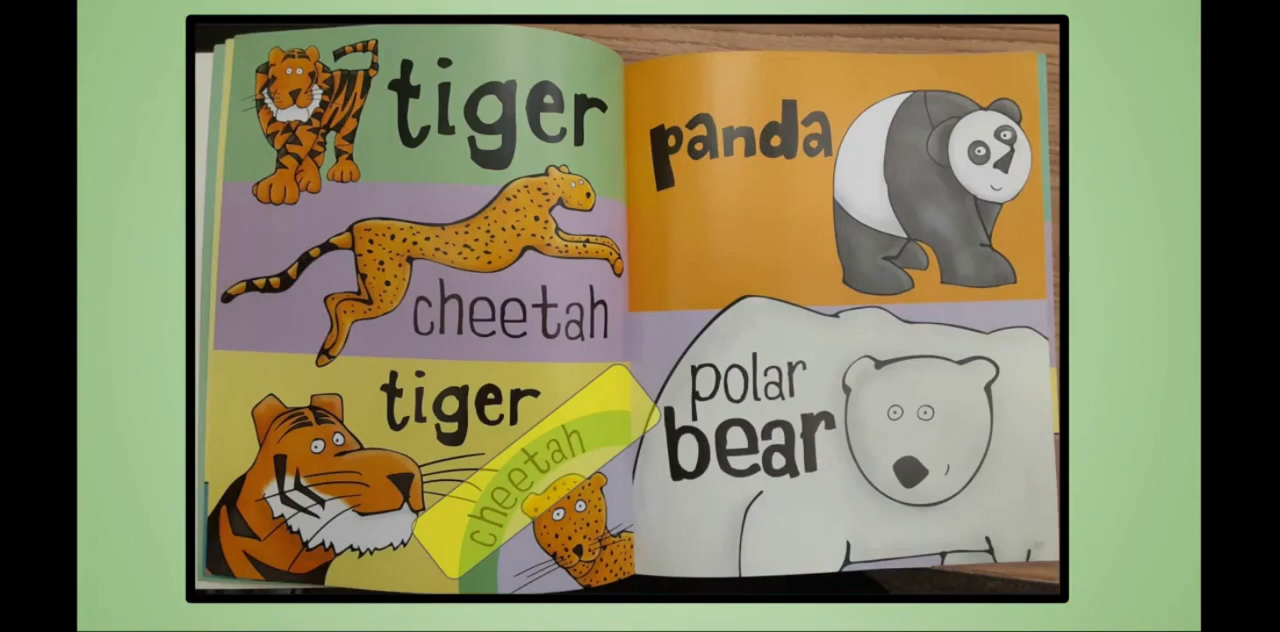 tiger
cheetah
tiger
cheetah
panda
polar
bear